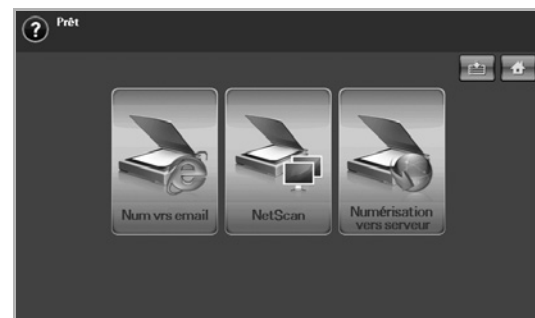 Prêt
Num vrs email
NetScan
Numérisation
vers serveur